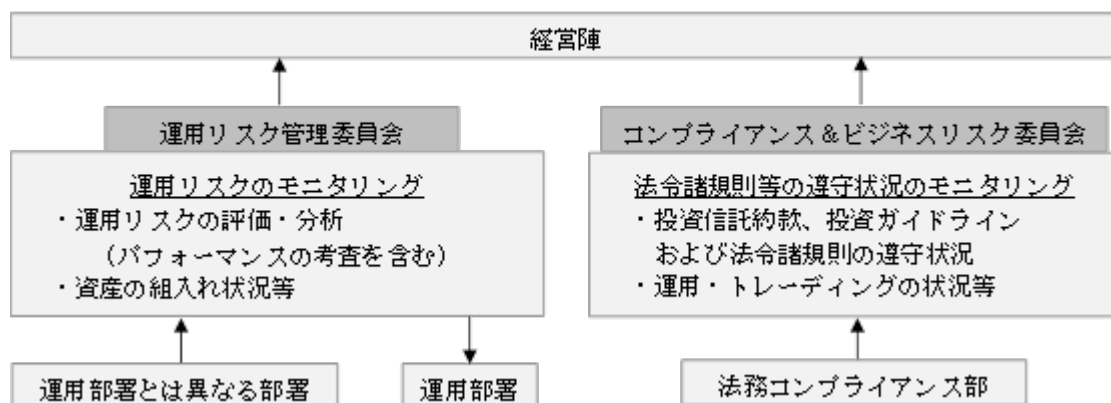 経営陣
運用リスク管理委員会
運用リスクのモニタリング
・運用リスクの評価・分析
（パフォーマンスの考査を含む）
・資産の組入れ状況等
運用部署とは異なる部署
運用部署
コンプライアンス＆ビジネスリスク委員会
法令諸規則等の遵守状況のモニタリング
・投資信託約款、投資ガイドライン
および法令諸規則の遵守状況
・運用・トレーディングの状況等
法務コンプライアンス部